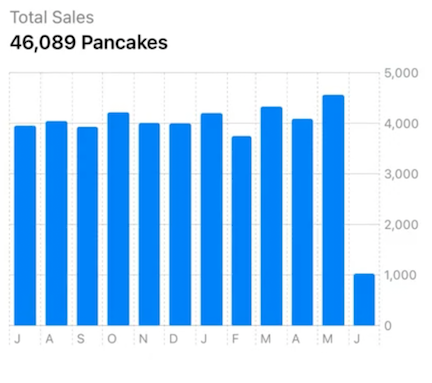 Total Sales
46,089 Pancakes
5,000
4,000
3,000
2,000
1,000
0
J A S O N D J F M A M J